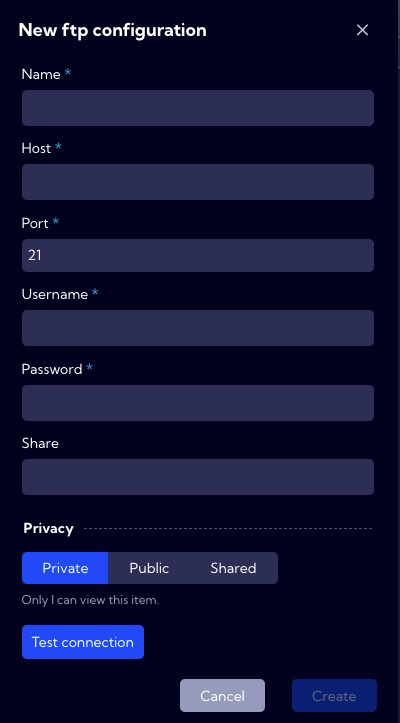 New ftp configuration
Name *
Host *
Port *
21
Username *
Password *
Share
Privacy
Private Public Shared
Only I can view this item.
Test connection
Cancel Create